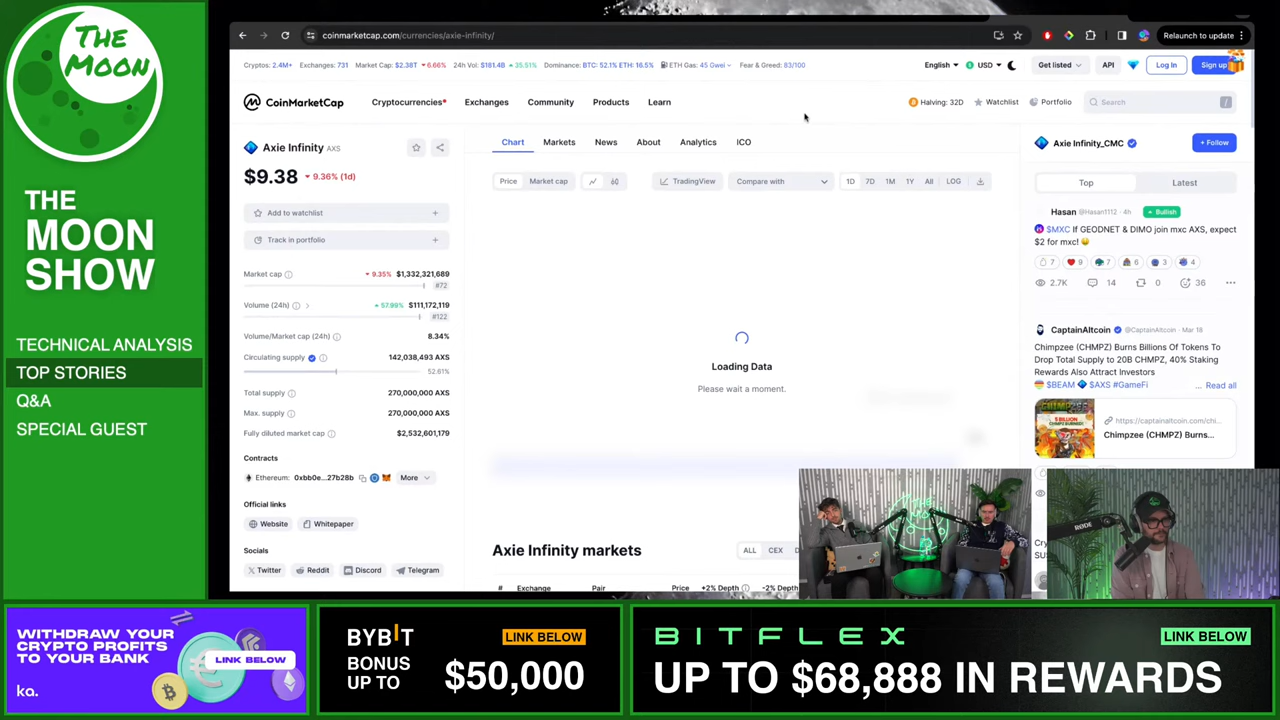 THE
MOON
THE
MOON
SHOW
TECHNICAL ANALYSIS
TOP STORIES
Q&A
SPECIAL GUEST
coinmarketcap.com/currencies/axie-infinity/
Relaunch to update
Cryptos: 2.4M+ Exchanges: 731 Market Cap: $2.38T 6.66% 24h Vol: $181.4B 35.51% Dominance: BTC: 52.1% ETH: 16.5% ETH Gas: 45 Gwei Fear & Greed: 83/100
English USD Get listed API Log In Sign up
CoinMarketCap Cryptocurrencies Exchanges Community Products Learn
Halving: 32D Watchlist Portfolio Search /
Axie Infinity AXS
$9.38 9.36% (1d)
Add to watchlist +
Track in portfolio +
Market cap 9.35% $1,332,321,689
#72
Volume (24h) 57.99% $111,172,119
#122
Volume/Market cap (24h) 8.34%
Circulating supply 142,038,493 AXS
52.61%
Total supply 270,000,000 AXS
Max. supply 270,000,000 AXS
Fully diluted market cap $2,532,601,179
Contracts
Ethereum: 0xbb0e...27b28b More
Official links
Website Whitepaper
Socials
Twitter Reddit Discord Telegram
Chart Markets News About Analytics ICO
Price Market cap TradingView Compare with 1D 7D 1M 1Y All LOG
Loading Data
Please wait a moment.
Axie Infinity markets
ALL CEX
# Exchange Pair Price +2% Depth -2% Depth
Axie Infinity_CMC + Follow
Top Latest
Hasan @Hasan1112 · 4h Bullish
$MXC If GEODNET & DIMO join mxc AXS, expect
$2 for mxc!
7 9 7 6 3 4
2.7K 14 0 36
CaptainAltcoin @CaptainAltcoin · Mar 18
Chimpzee (CHMPZ) Burns Billions Of Tokens To
Drop Total Supply to 20B CHMPZ, 40% Staking
Rewards Also Attract Investors
$BEAM $AXS #GameFi ... Read all
https://captainaltcoin.com/chi...
Chimpzee (CHMPZ) Burns...
RØDE
WITHDRAW YOUR
CRYPTO PROFITS
TO YOUR BANK
LINK BELOW
ka.
BYBIT
LINK BELOW
BONUS
UP TO
$50,000
BITFLEX
LINK BELOW
UP TO $68,888 IN REWARDS